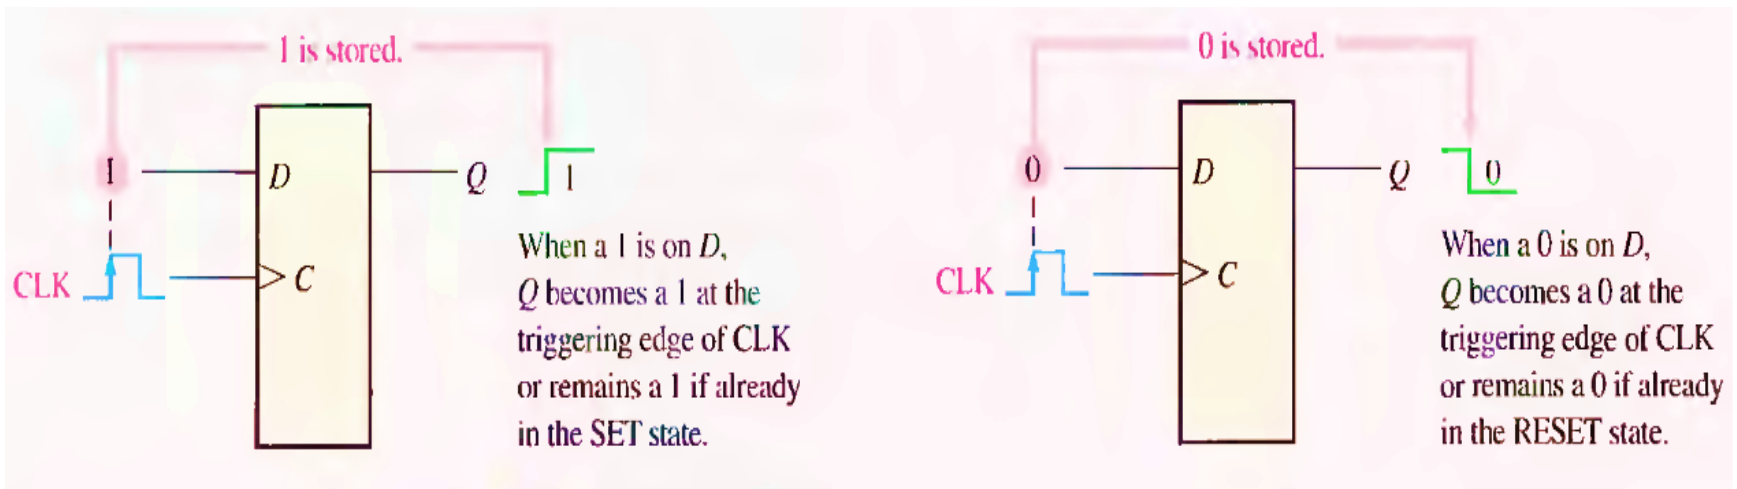 1 is stored.
1
D
Q
1
CLK
C
When a 1 is on D,
Q becomes a 1 at the
triggering edge of CLK
or remains a 1 if already
in the SET state.
0 is stored.
0
D
Q
0
CLK
C
When a 0 is on D,
Q becomes a 0 at the
triggering edge of CLK
or remains a 0 if already
in the RESET state.